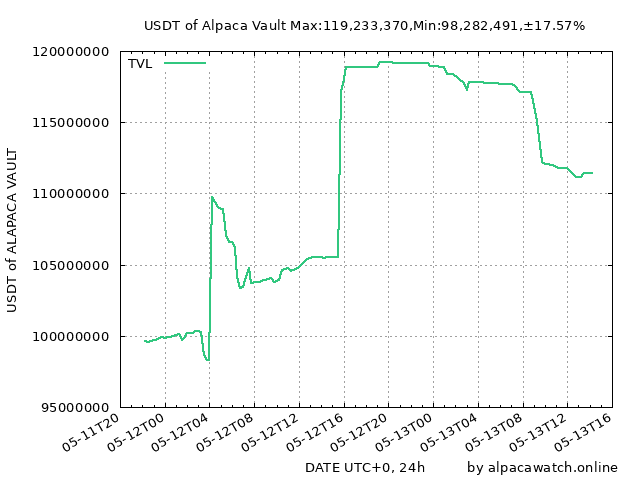 USDT of Alpaca Vault Max:119,233,370,Min:98,282,491,±17.57%
TVL
120000000
115000000
110000000
105000000
100000000
95000000
USDT of ALAPACA VAULT
05-11T20
05-12T00
05-12T04
05-12T08
05-12T12
05-12T16
05-12T20
05-13T00
05-13T04
05-13T08
05-13T12
05-13T16
DATE UTC+0, 24h
by alpacawatch.online